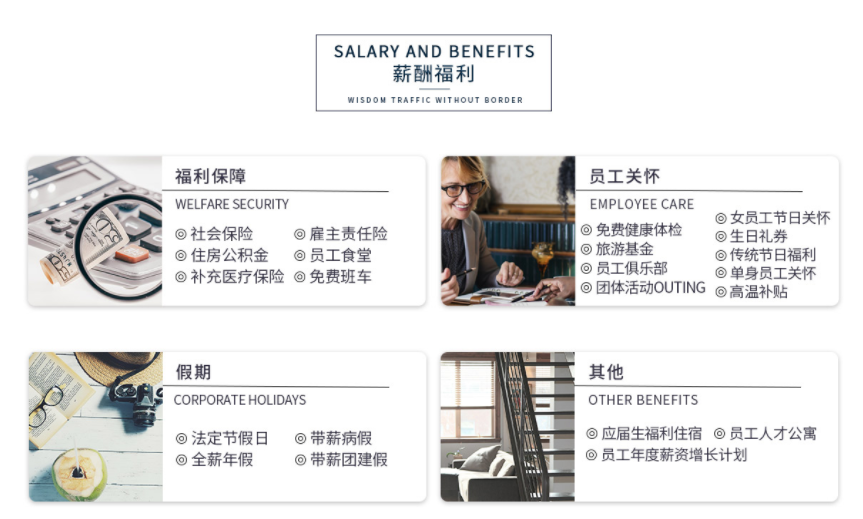 SALARY AND BENEFITS
薪酬福利
WISDOM TRAFFIC WITHOUT BORDER
福利保障
WELFARE SECURITY
◎ 社会保险 ◎ 雇主责任险
◎ 住房公积金 ◎ 员工食堂
◎ 补充医疗保险 ◎ 免费班车
员工关怀
EMPLOYEE CARE
◎ 免费健康体检
◎ 旅游基金
◎ 员工俱乐部
◎ 团体活动OUTING
◎ 女员工节日关怀
◎ 生日礼券
◎ 传统节日福利
◎ 单身员工关怀
◎ 高温补贴
假期
CORPORATE HOLIDAYS
◎ 法定节假日 ◎ 带薪病假
◎ 全薪年假 ◎ 带薪团建假
其他
OTHER BENEFITS
◎ 应届生福利住宿 ◎ 员工人才公寓
◎ 员工年度薪资增长计划